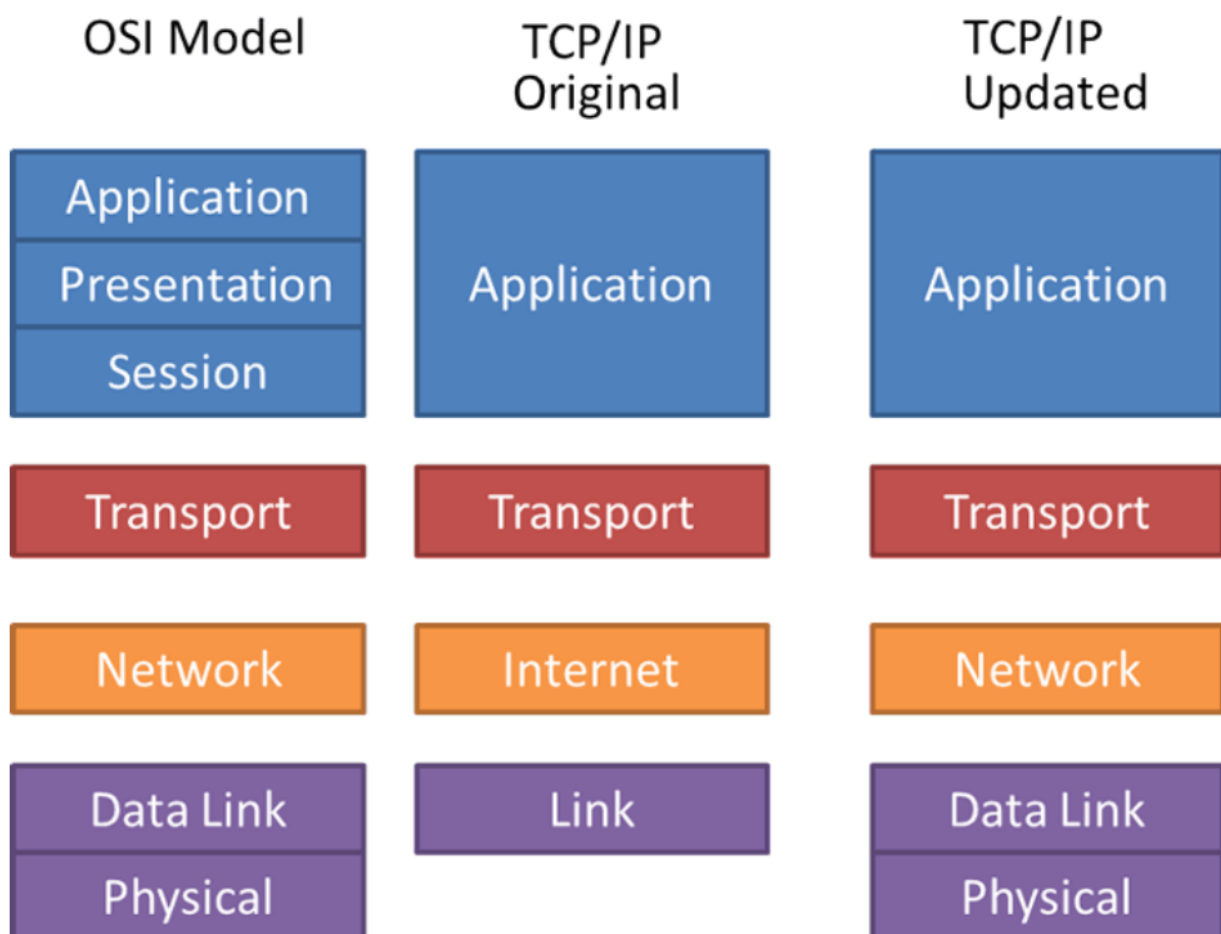 OSI Model
TCP/IP
Original
TCP/IP
Updated
Application
Presentation
Session
Transport
Network
Data Link
Physical
Application
Transport
Internet
Link
Application
Transport
Network
Data Link
Physical